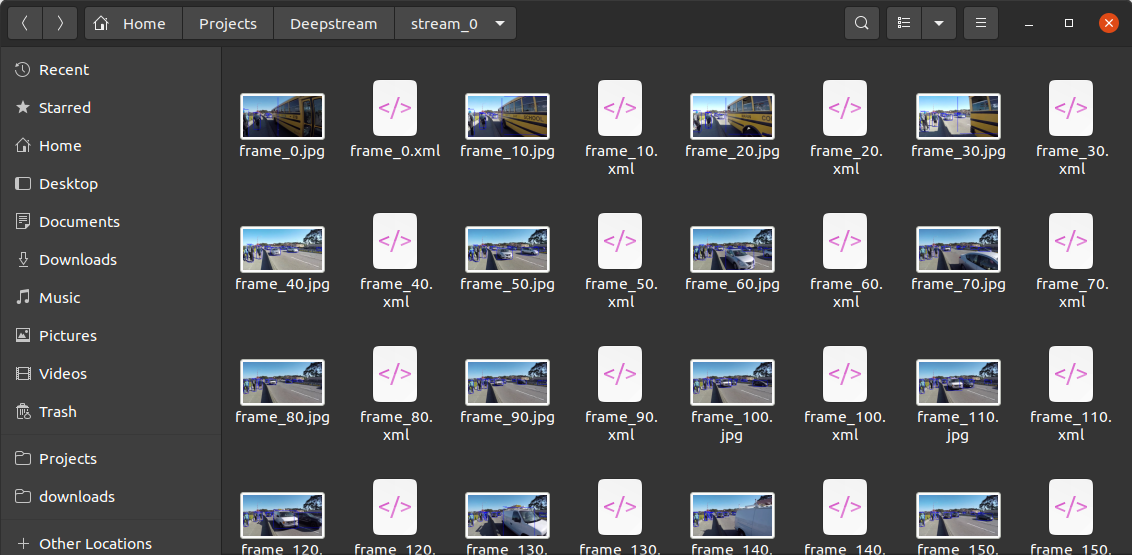 Home Projects Deepstream stream_0
Recent
Starred
Home
Desktop
Documents
Downloads
Music
Pictures
Videos
Trash
Projects
downloads
Other Locations
frame_0.jpg frame_0.xml frame_10.jpg frame_10. frame_20.jpg frame_20. frame_30.jpg frame_30.
xml xml xml
frame_40.jpg frame_40. frame_50.jpg frame_50. frame_60.jpg frame_60. frame_70.jpg frame_70.
xml xml xml xml
frame_80.jpg frame_80. frame_90.jpg frame_90. frame_100. frame_100. frame_110. frame_110.
xml xml jpg xml jpg xml
frame_120. frame_120. frame_130. frame_130. frame_140. frame_140. frame_150. frame_150.